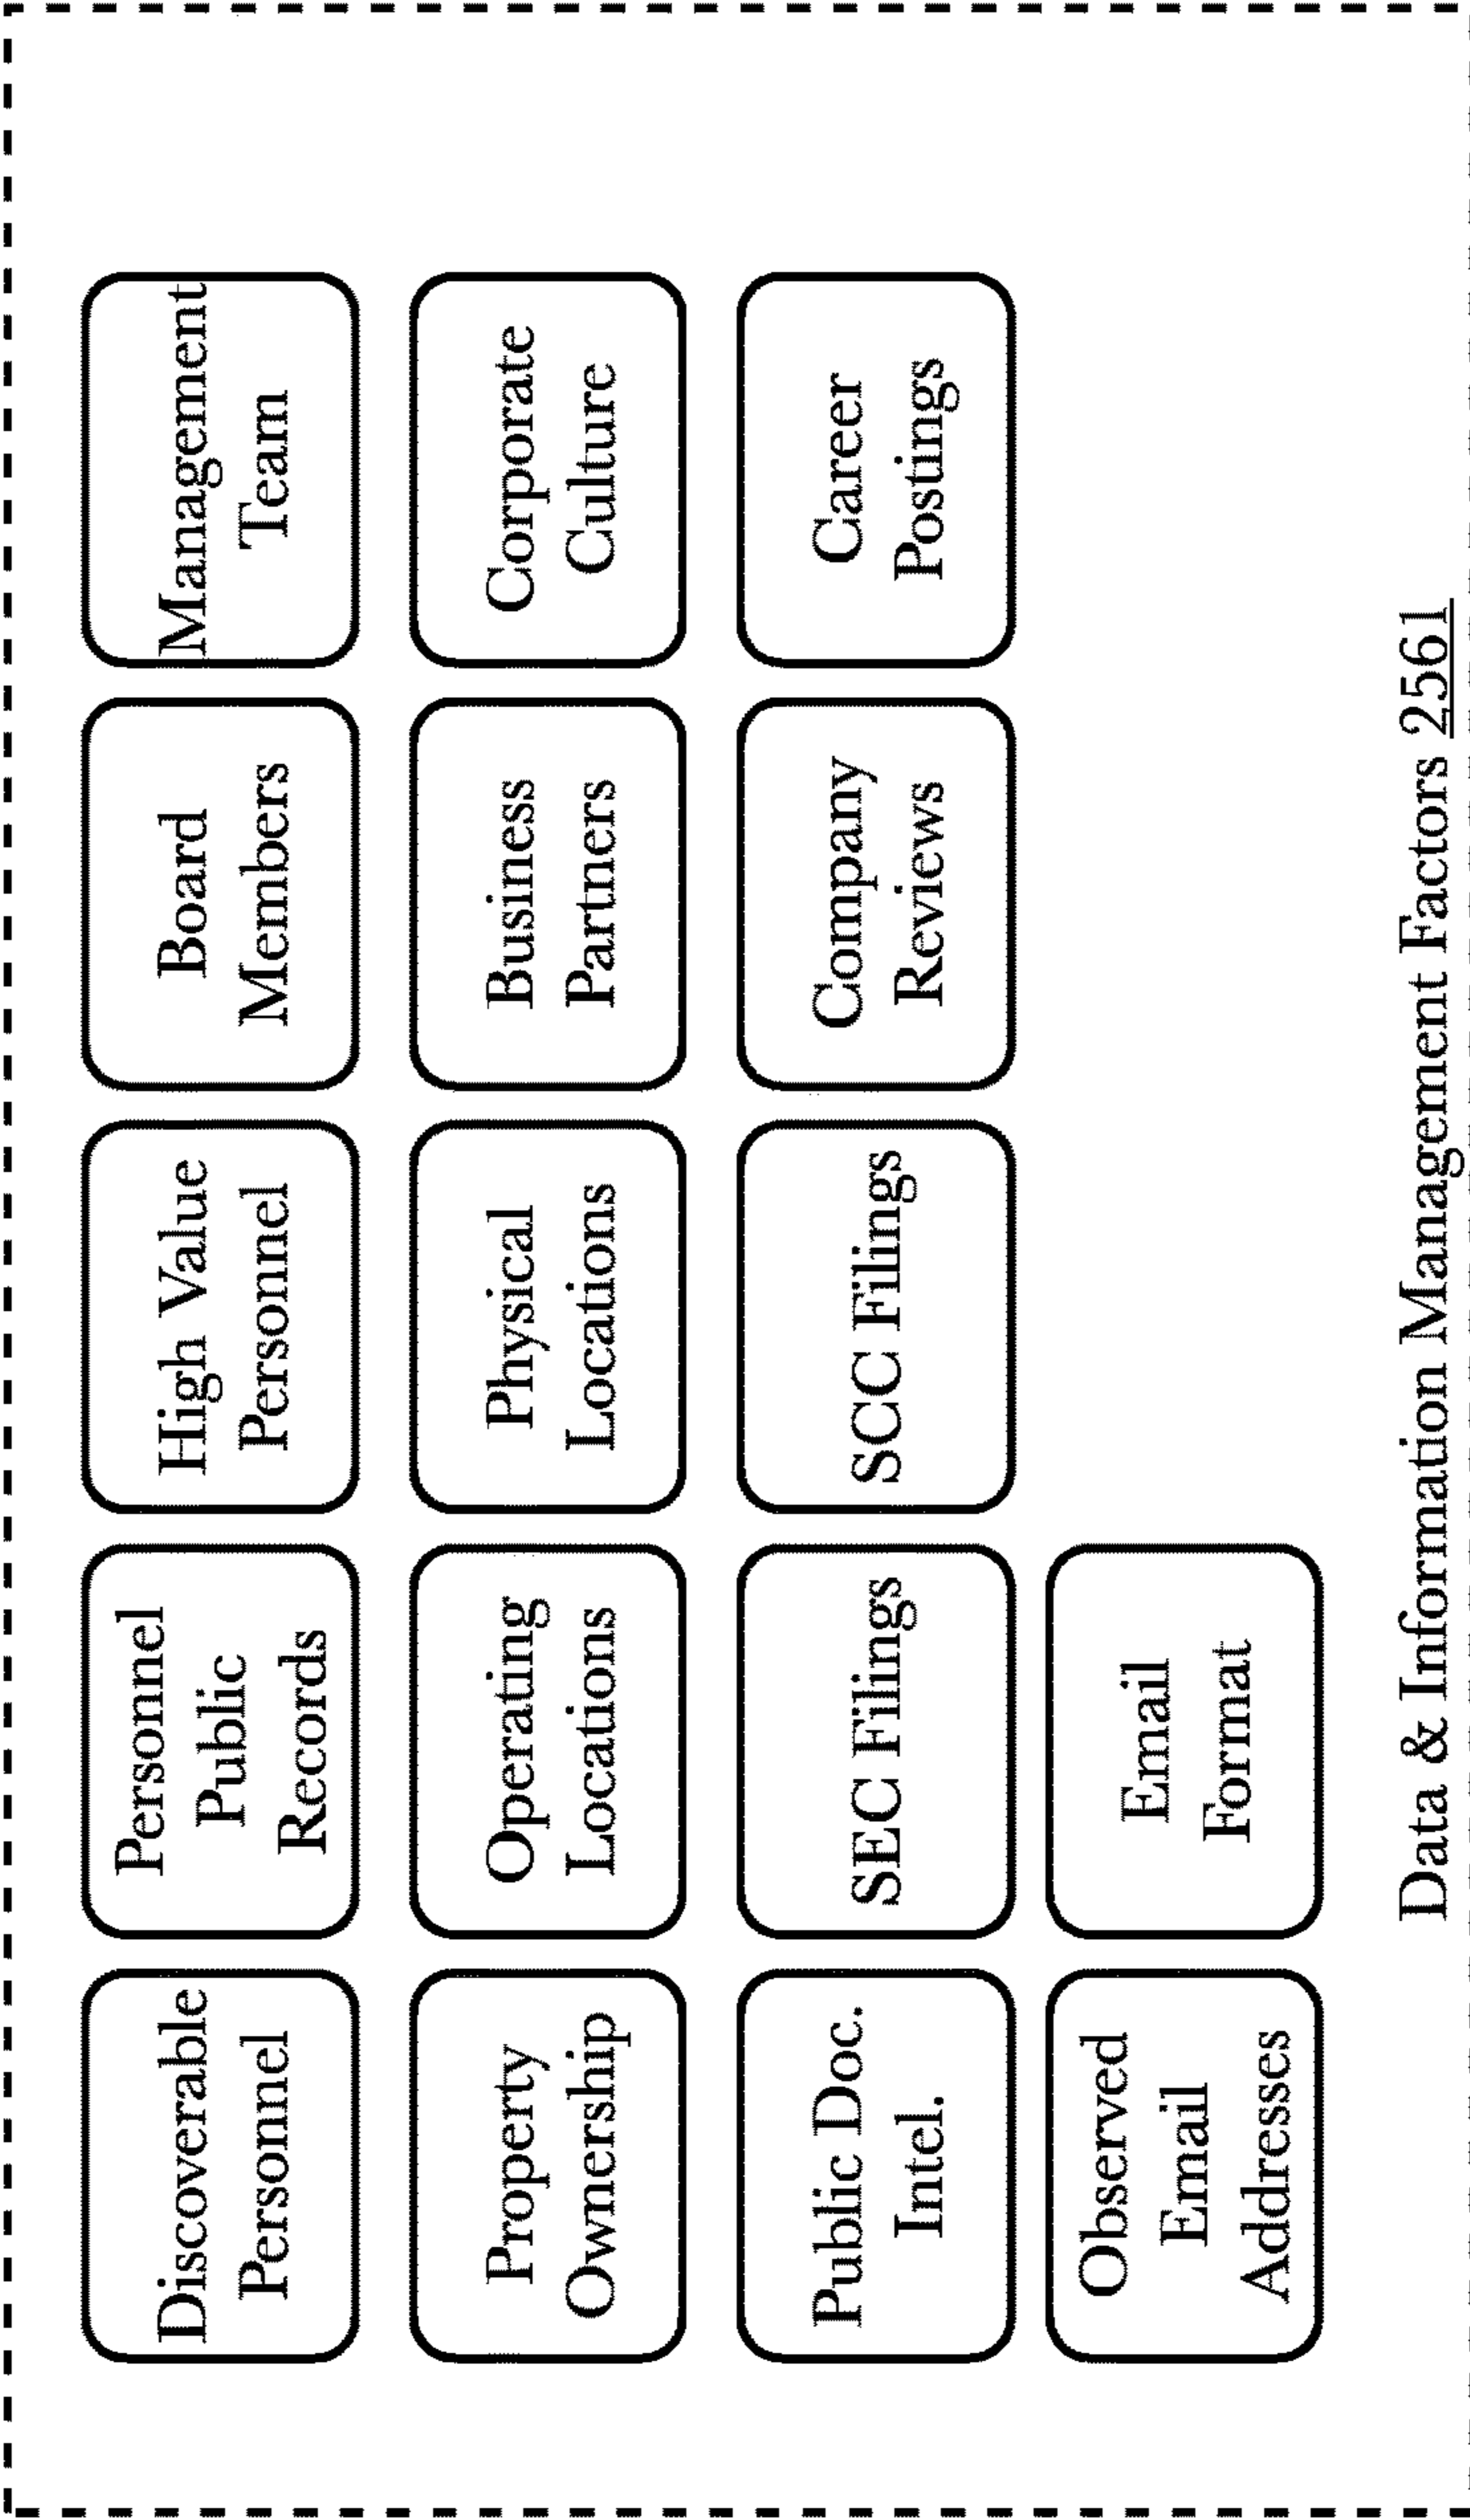 Discoverable
Personnel
Personnel
Public
Records
High Value
Personnel
Board
Members
Management
Team
Property
Ownership
Operating
Locations
Physical
Locations
Business
Partners
Corporate
Culture
Public Doc.
Intel.
SEC Filings
SCC Filings
Company
Reviews
Career
Postings
Observed
Email
Addresses
Email
Format
Data & Information Management Factors 2561